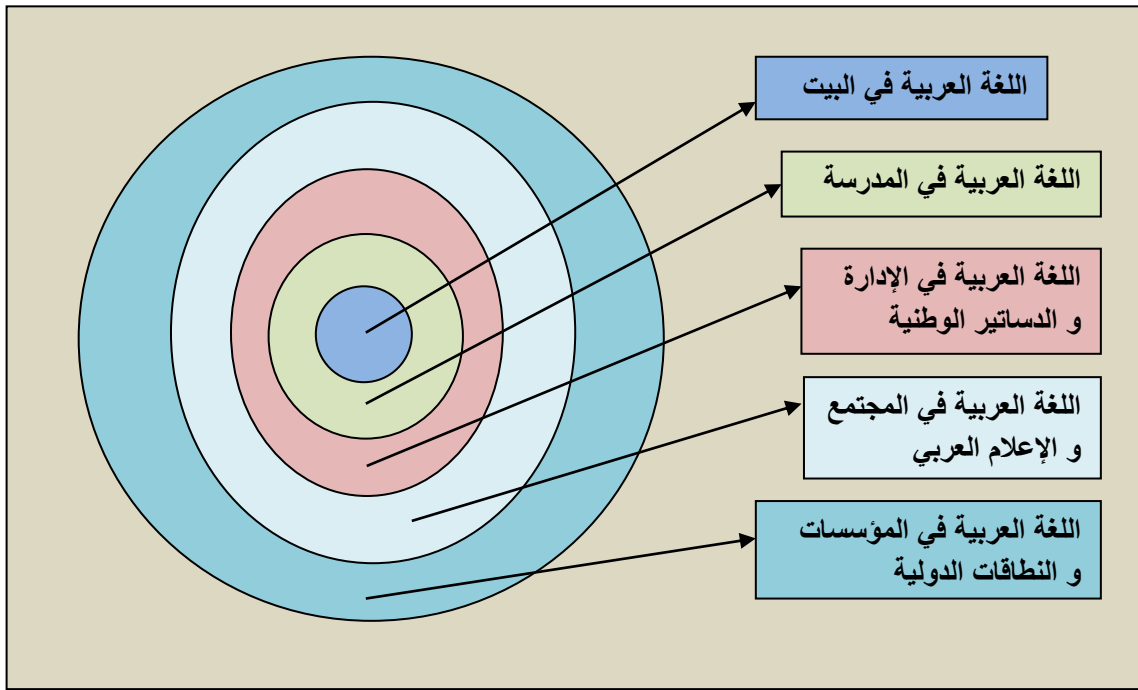 اللغة العربية في البيت
اللغة العربية في المدرسة
اللغة العربية في الإدارة
و الدساتير الوطنية
اللغة العربية في المجتمع
و الإعلام العربي
اللغة العربية في المؤسسات
و النطاقات الدولية